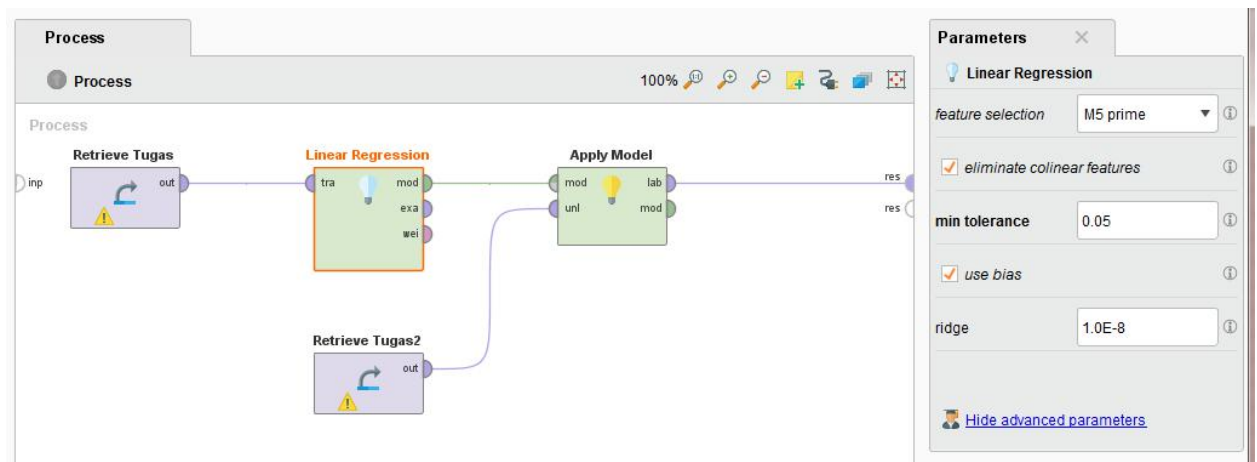 Process
Process
100%
Process
inp
Retrieve Tugas
out
Linear Regression
tra
mod
exa
wei
Apply Model
mod
lab
unl
mod
res
res
Retrieve Tugas2
out
Parameters
Linear Regression
feature selection
M5 prime
eliminate colinear features
min tolerance
0.05
use bias
ridge
1.0E-8
Hide advanced parameters